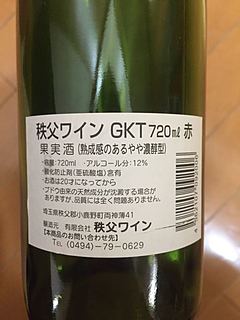 秩父ワイン GKT 720㎖ 赤
果実酒(熟成感のあるやや濃醇型)
・容量:720ml ・アルコール分:12%
・酸化防止剤(亜硫酸塩)含有
・お酒は20才になってから
・ブドウ由来の天然成分が沈澱する場合が
ありますが、品質には全く問題ありません。
埼玉県秩父郡小鹿野町両神薄41
醸造元 有限会社 秩父ワイン
【本商品のお問い合わせ先】
TEL (0494)-79-0629